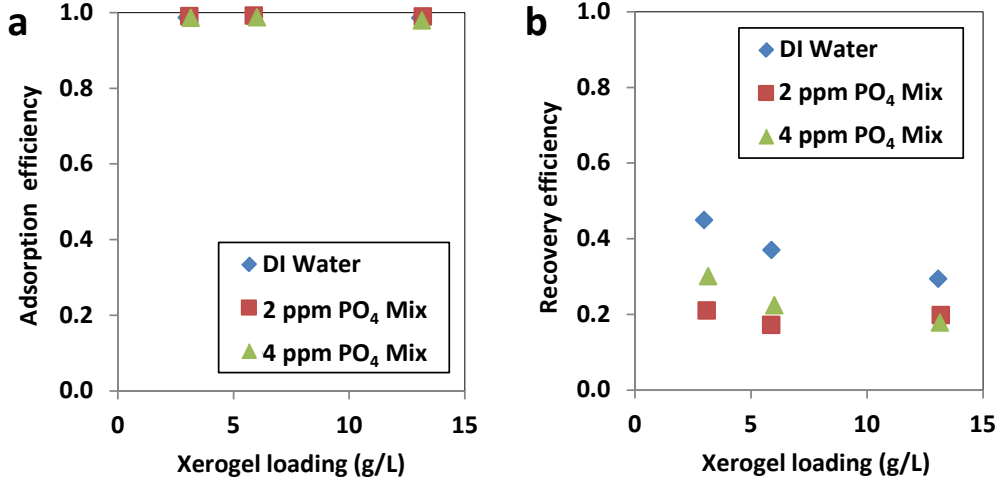 a
1.0
0.8
0.6
0.4
0.2
0.0
Adsorption efficiency
DI Water
2 ppm PO₄ Mix
4 ppm PO₄ Mix
0 5 10 15
Xerogel loading (g/L)
b
1.0
0.8
0.6
0.4
0.2
0.0
Recovery efficiency
DI Water
2 ppm PO₄ Mix
4 ppm PO₄ Mix
0 5 10 15
Xerogel loading (g/L)